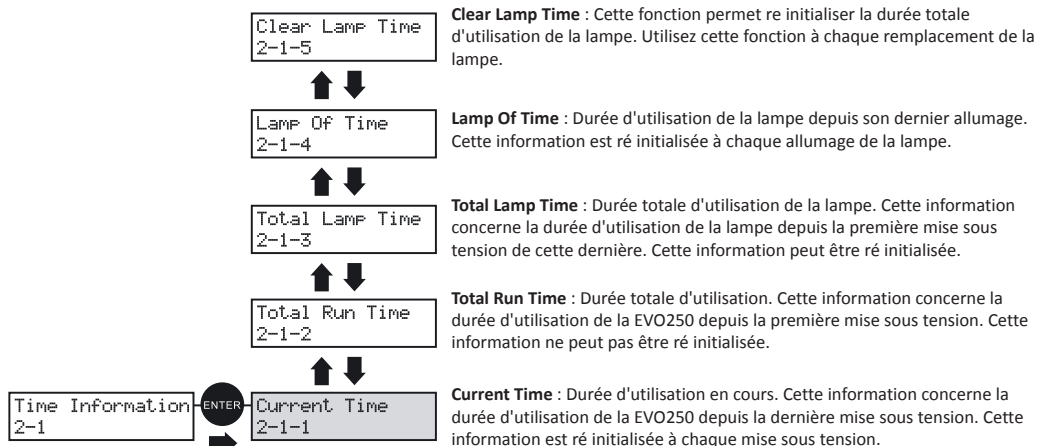 Clear Lamp Time
2-1-5
Clear Lamp Time : Cette fonction permet re initialiser la durée totale
d'utilisation de la lampe. Utilisez cette fonction à chaque remplacement de la
lampe.
Lamp Of Time
2-1-4
Lamp Of Time : Durée d'utilisation de la lampe depuis son dernier allumage.
Cette information est ré initialisée à chaque allumage de la lampe.
Total Lamp Time
2-1-3
Total Lamp Time : Durée totale d'utilisation de la lampe. Cette information
concerne la durée d'utilisation de la lampe depuis la première mise sous
tension de cette dernière. Cette information peut être ré initialisée.
Total Run Time
2-1-2
Total Run Time : Durée totale d'utilisation. Cette information concerne la
durée d'utilisation de la EVO250 depuis la première mise sous tension. Cette
information ne peut pas être ré initialisée.
Time Information
2-1
ENTER
Current Time
2-1-1
Current Time : Durée d'utilisation en cours. Cette information concerne la
durée d'utilisation de la EVO250 depuis la dernière mise sous tension. Cette
information est ré initialisée à chaque mise sous tension.